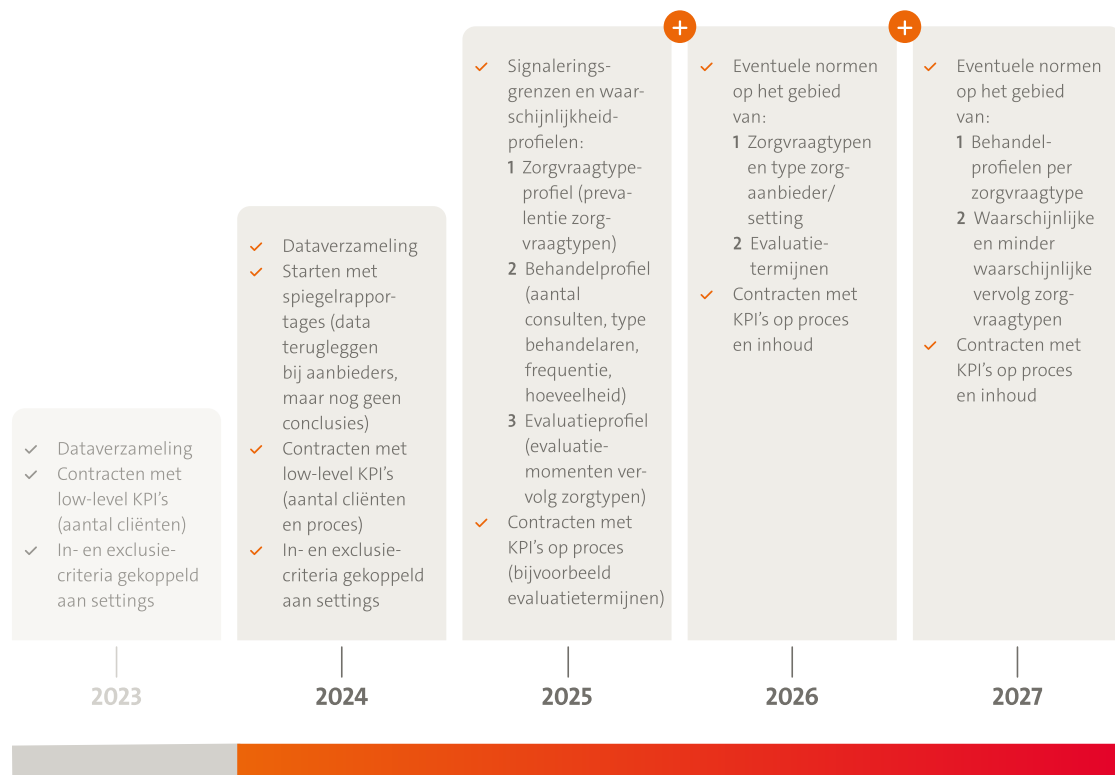 Dataverzameling
Contracten met
low-level KPI’s
(aantal cliënten)
In- en exclusie-
criteria gekoppeld
aan settings
2023
Dataverzameling
Starten met
spiegelrappor-
tages (data
terugleggen
bij aanbieders,
maar nog geen
conclusies)
Contracten met
low-level KPI’s
(aantal cliënten
en proces)
In- en exclusie-
criteria gekoppeld
aan settings
2024
Signalerings-
grenzen en waar-
schijnlijkheid-
profielen:
1 Zorgvraagtype-
profiel (preva-
lentie zorg-
vraagtypen)
2 Behandelprofiel
(aantal
consulten, type
behandelaren,
frequentie,
hoeveelheid)
3 Evaluatieprofiel
(evaluatie-
momenten ver-
volg zorgtypen)
Contracten met
KPI’s op proces
(bijvoorbeeld
evaluatietermijnen)
2025
+
Eventuele normen
op het gebied
van:
1 Zorgvraagtypen
en type zorg-
aanbieder/
setting
2 Evaluatie-
termijnen
Contracten met
KPI’s op proces
en inhoud
2026
+
Eventuele normen
op het gebied
van:
1 Behandel-
profielen per
zorgvraagtype
2 Waarschijnlijke
en minder
waarschijnlijke
vervolg zorg-
vraagtypen
Contracten met
KPI’s op proces
en inhoud
2027